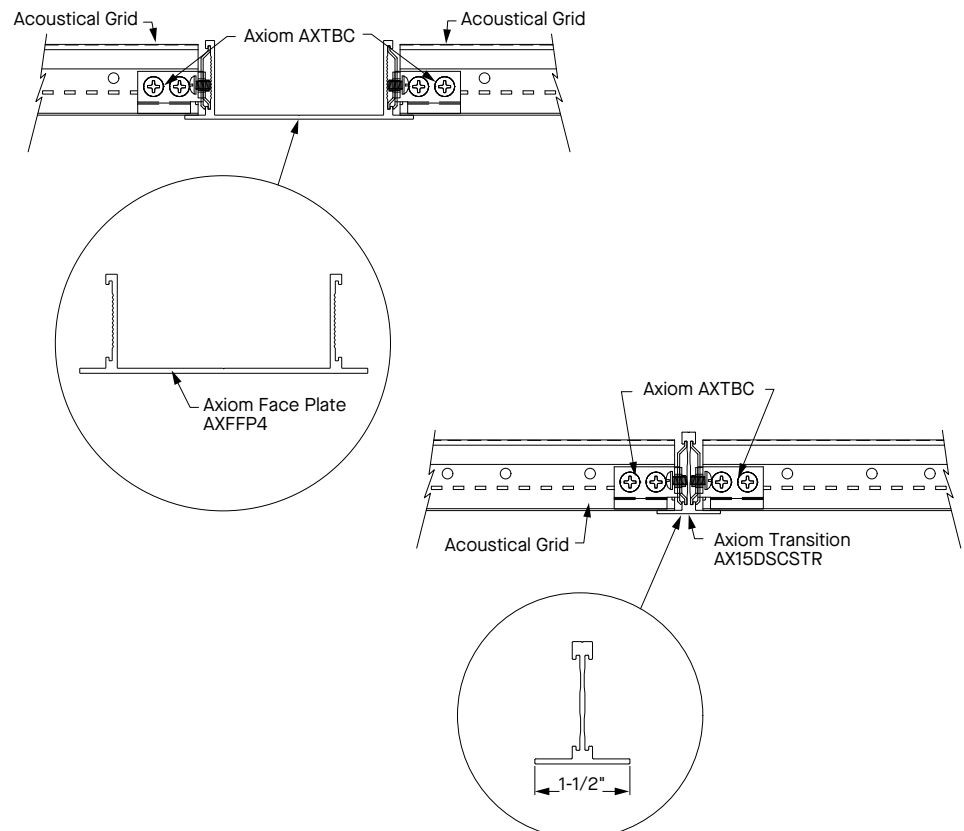 Acoustical Grid
Axiom AXTBC
Acoustical Grid
Axiom Face Plate
AXFFP4
Axiom AXTBC
Acoustical Grid
Axiom Transition
AX15DSCSTR
1-1/2"